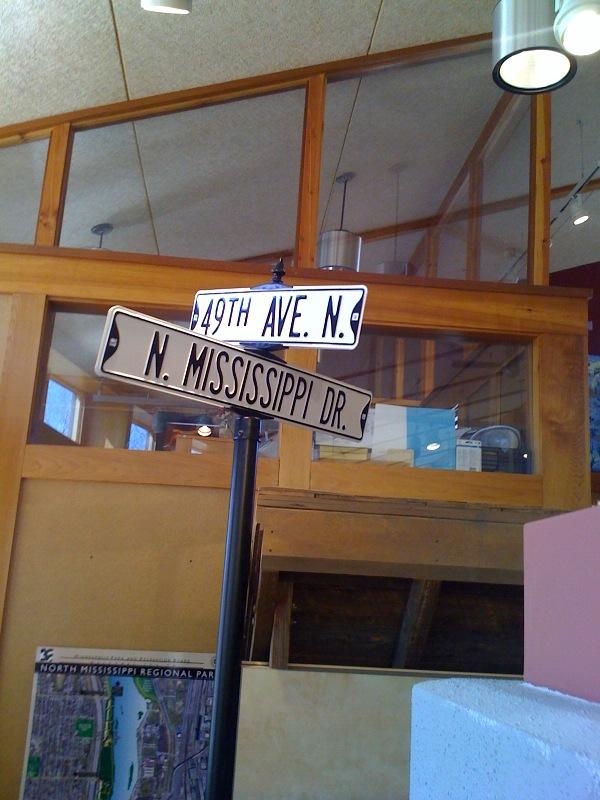 49TH AVE. N.
N. MISSISSIPPI DR.
NORTH MISSISSIPPI REGIONAL PAR